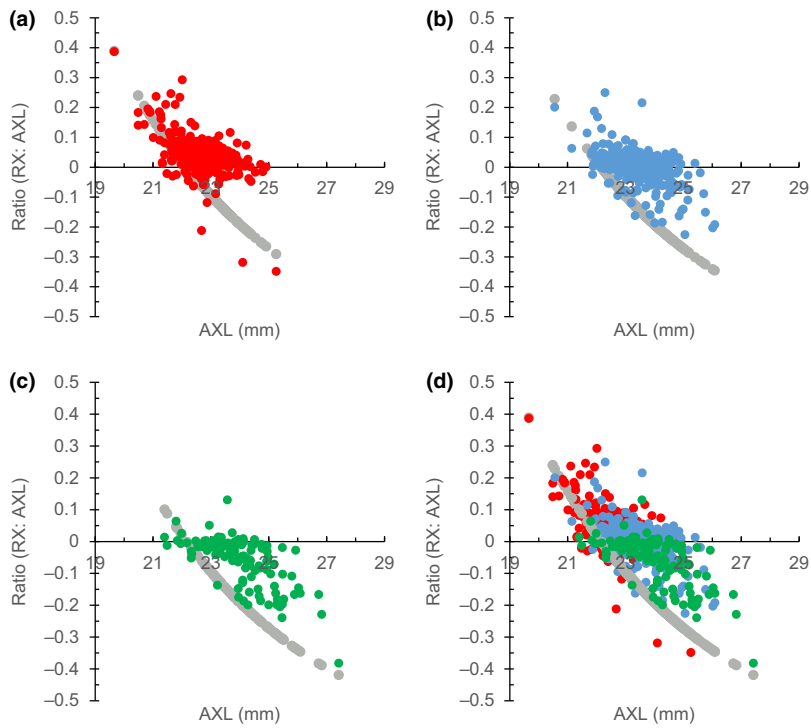 (a)
0.5
0.4
0.3
0.2
0.1
0
–0.1
–0.2
–0.3
–0.4
–0.5
19 21 23 25 27 29
Ratio (RX: AXL)
AXL (mm)
(b)
0.5
0.4
0.3
0.2
0.1
0
–0.1
–0.2
–0.3
–0.4
–0.5
19 21 23 25 27 29
Ratio (RX: AXL)
AXL (mm)
(c)
0.5
0.4
0.3
0.2
0.1
0
–0.1
–0.2
–0.3
–0.4
–0.5
19 21 23 25 27 29
Ratio (RX: AXL)
AXL (mm)
(d)
0.5
0.4
0.3
0.2
0.1
0
–0.1
–0.2
–0.3
–0.4
–0.5
19 21 23 25 27 29
Ratio (RX: AXL)
AXL (mm)